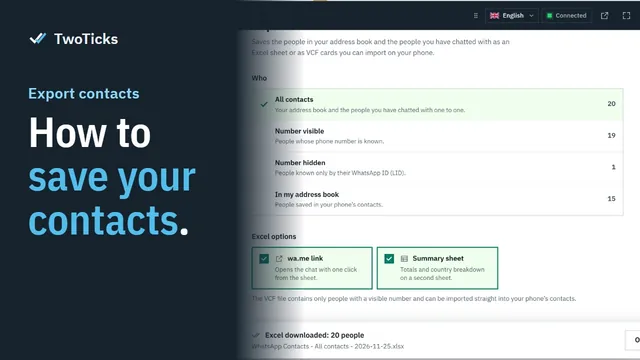 TwoTicks
Export contacts
How to
save your
contacts.
English
Connected
Saves the people in your address book and the people you have chatted with as an
Excel sheet or as VCF cards you can import on your phone.
Who
All contacts
20
Your address book and the people you have chatted with one to one.
Number visible
19
People whose phone number is known.
Number hidden
1
People known only by their WhatsApp ID (LID).
In my address book
15
People saved in your phone's contacts.
Excel options
wa.me link
Opens the chat with one click
from the sheet.
Summary sheet
Totals and country breakdown
on a second sheet.
The VCF file contains only people with a visible number and can be imported straight into your phone's contacts.
Excel downloaded: 20 people
WhatsApp Contacts - All contacts - 2026-11-25.xlsx